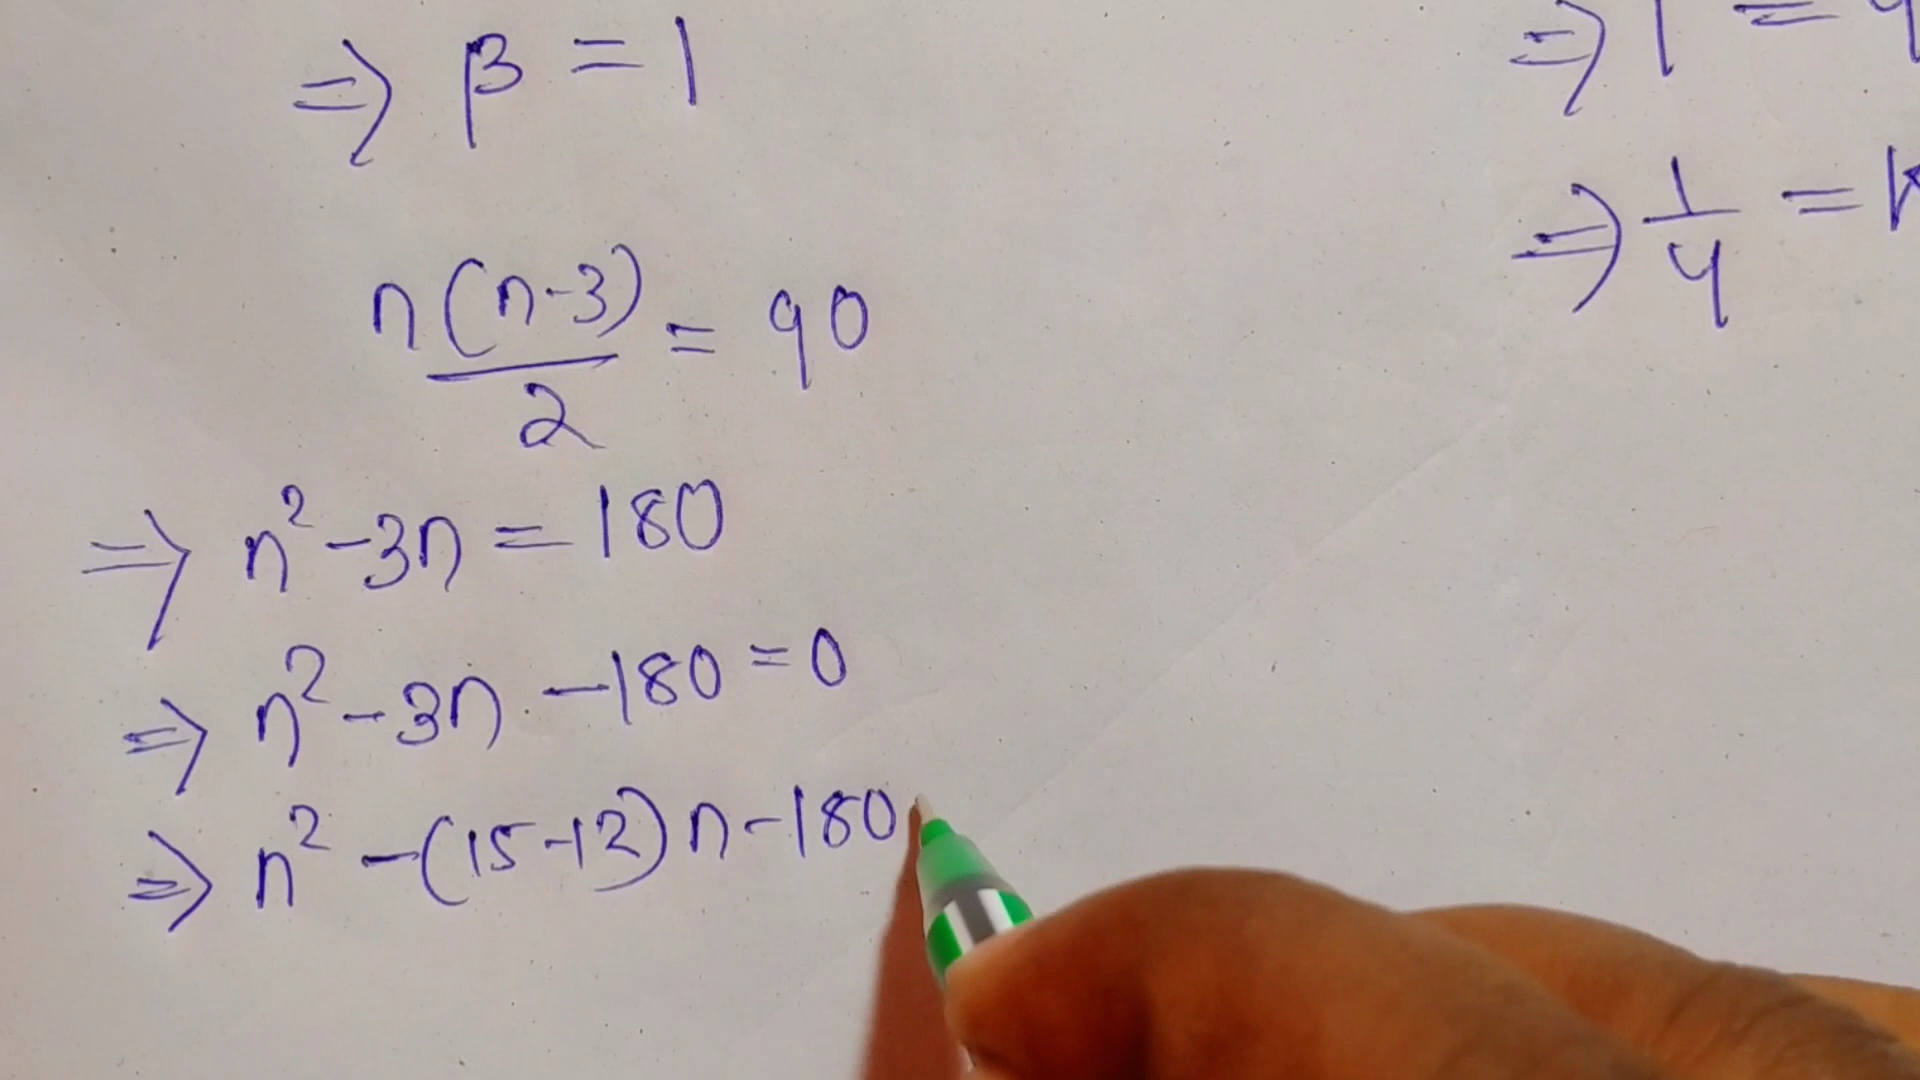 ⇒ β = 1
n(n-3)/2 = 90
⇒ n² - 3n = 180
⇒ n² - 3n - 180 = 0
⇒ n² - (15-12)n - 180
⇒ 1 =
⇒ 1/4 = K